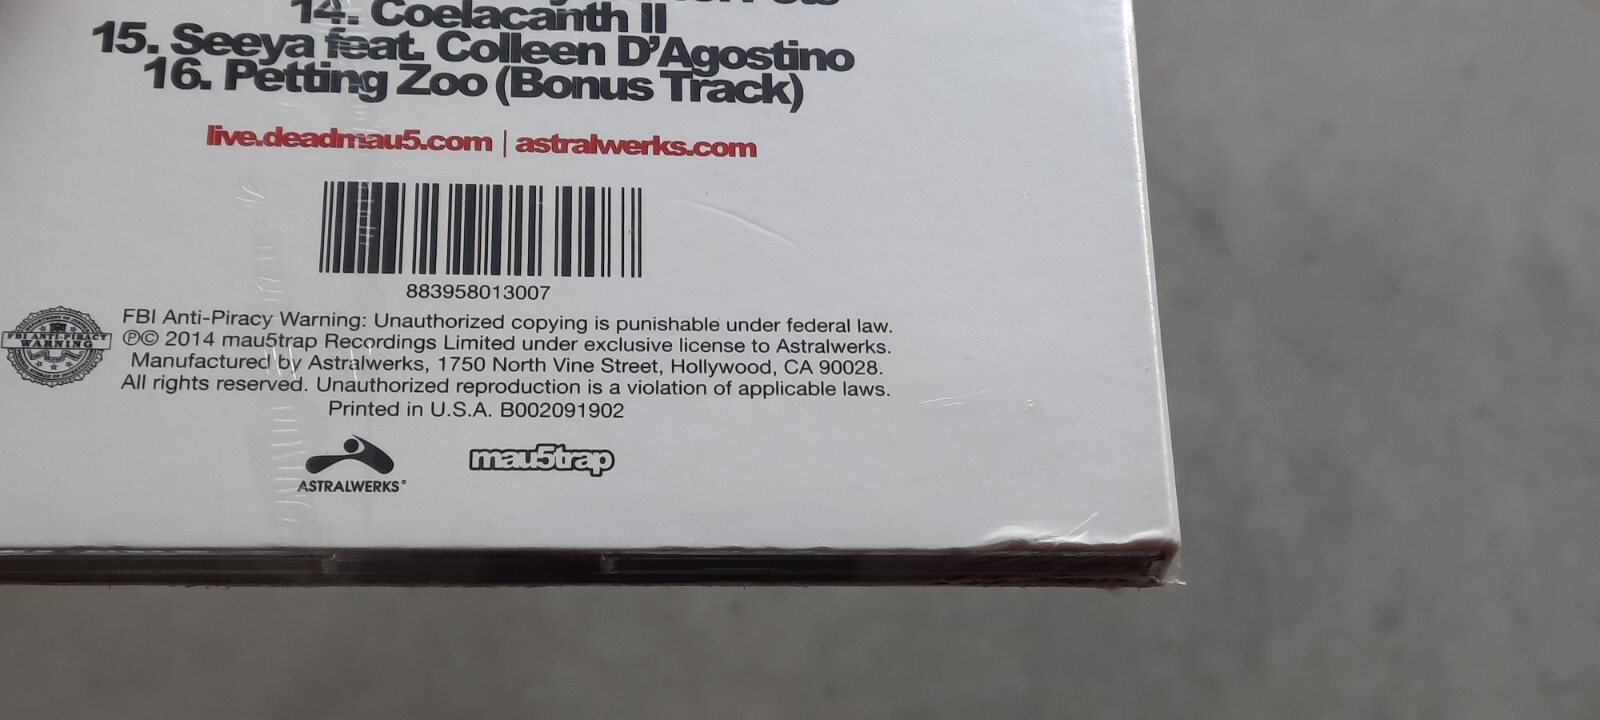 14. Coelacanth II
15. Seeya feat. Colleen D'Agostino
16. Petting Zoo (Bonus Track)
live.deadmau5.com | astralwerks.com
883958013007
FBI ANTI-PIRACY
WARNING
FBI Anti-Piracy Warning: Unauthorized copying is punishable under federal law.
℗© 2014 mau5trap Recordings Limited under exclusive license to Astralwerks.
Manufactured by Astralwerks, 1750 North Vine Street, Hollywood, CA 90028.
All rights reserved. Unauthorized reproduction is a violation of applicable laws.
Printed in U.S.A. B002091902
ASTRALWERKS®
mau5trap